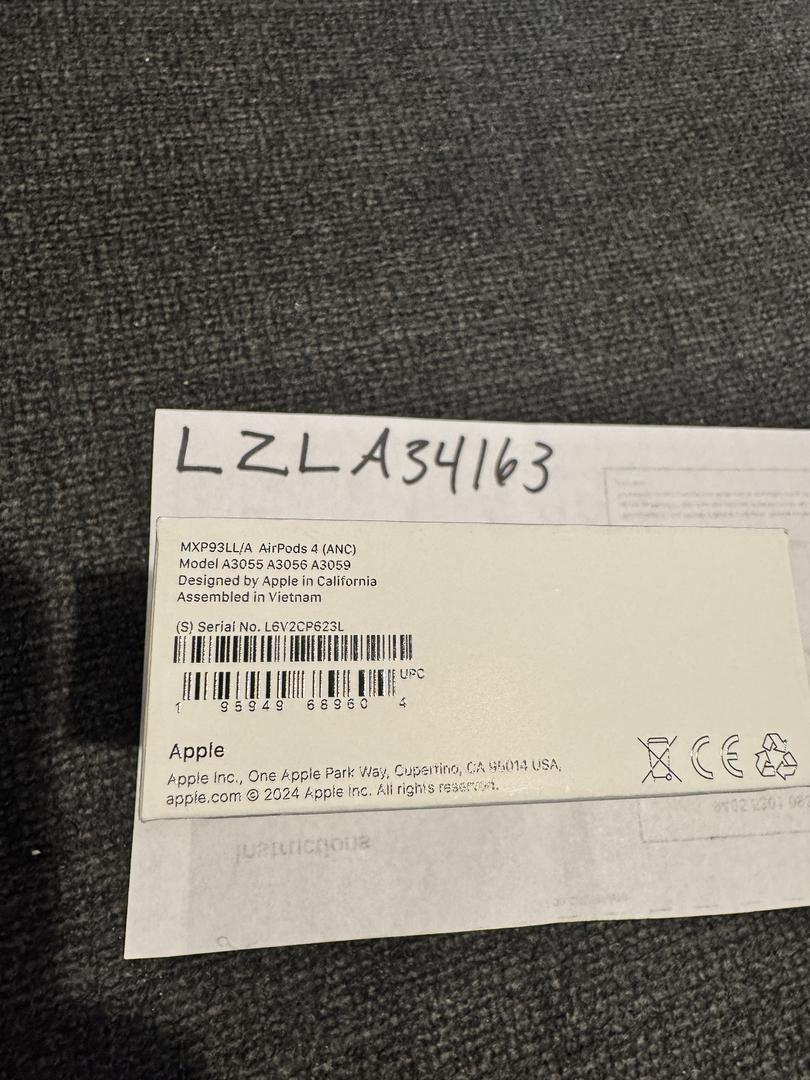 LZLA34163
MXP93LL/A AirPods 4 (ANC)
Model A3055 A3056 A3059
Designed by Apple in California
Assembled in Vietnam
(S) Serial No. L6V2CP623L
UPC
1 95949 68960 4
Apple
Apple Inc., One Apple Park Way, Cupertino, CA 95014 USA,
apple.com © 2024 Apple Inc. All rights reserved.
CE
Instructions